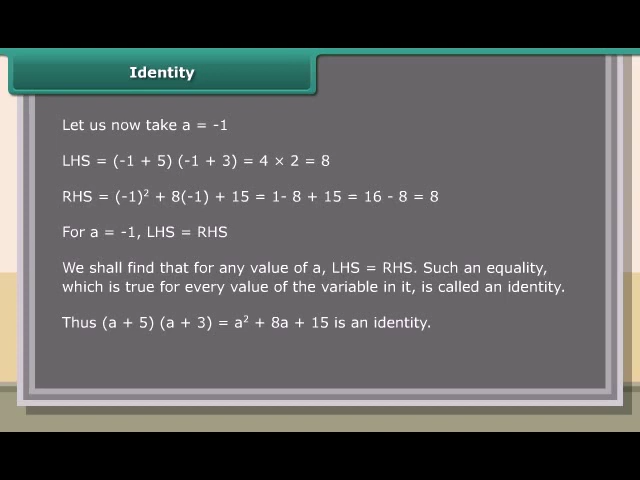 Identity
Let us now take a = -1
LHS = (-1 + 5) (-1 + 3) = 4 × 2 = 8
RHS = (-1)² + 8(-1) + 15 = 1- 8 + 15 = 16 - 8 = 8
For a = -1, LHS = RHS
We shall find that for any value of a, LHS = RHS. Such an equality,
which is true for every value of the variable in it, is called an identity.
Thus (a + 5) (a + 3) = a² + 8a + 15 is an identity.